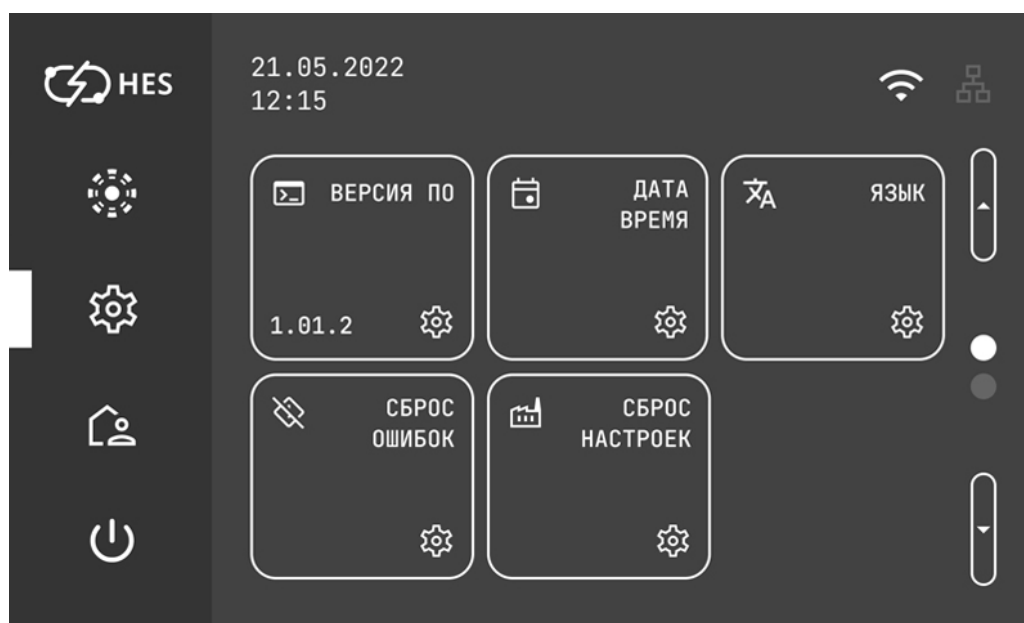 HES
21.05.2022
12:15
ВЕРСИЯ ПО
1.01.2
ДАТА
ВРЕМЯ
ЯЗЫК
СБРОС
ОШИБОК
СБРОС
НАСТРОЕК